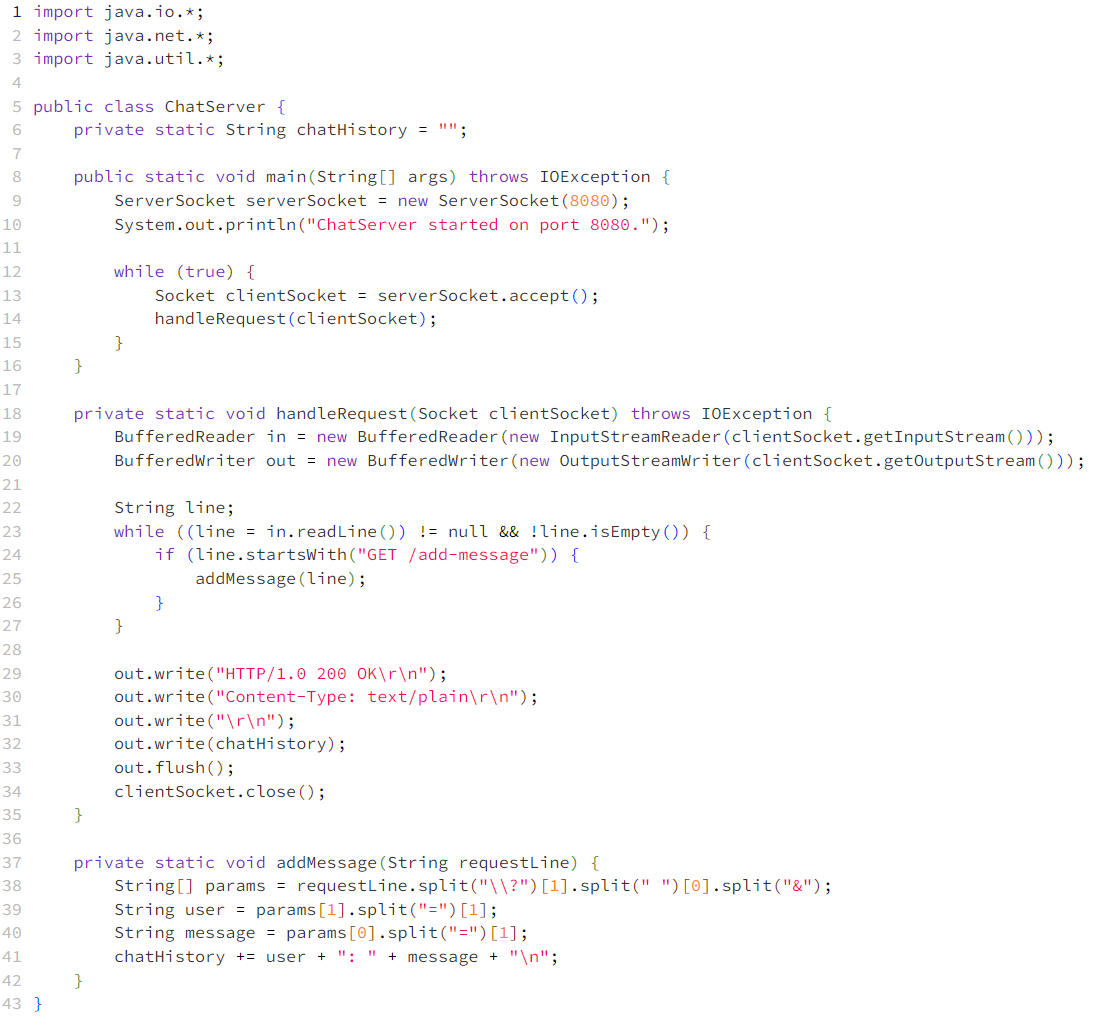 1 import java.io.*;
2 import java.net.*;
3 import java.util.*;
4
5 public class ChatServer {
6     private static String chatHistory = "";
7
8     public static void main(String[] args) throws IOException {
9         ServerSocket serverSocket = new ServerSocket(8080);
10         System.out.println("ChatServer started on port 8080.");
11
12         while (true) {
13             Socket clientSocket = serverSocket.accept();
14             handleRequest(clientSocket);
15         }
16     }
17
18     private static void handleRequest(Socket clientSocket) throws IOException {
19         BufferedReader in = new BufferedReader(new InputStreamReader(clientSocket.getInputStream()));
20         BufferedWriter out = new BufferedWriter(new OutputStreamWriter(clientSocket.getOutputStream()));
21
22         String line;
23         while ((line = in.readLine()) != null && !line.isEmpty()) {
24             if (line.startsWith("GET /add-message")) {
25                 addMessage(line);
26             }
27         }
28
29         out.write("HTTP/1.0 200 OK\r\n");
30         out.write("Content-Type: text/plain\r\n");
31         out.write("\r\n");
32         out.write(chatHistory);
33         out.flush();
34         clientSocket.close();
35     }
36
37     private static void addMessage(String requestLine) {
38         String[] params = requestLine.split("\\?")[1].split(" ")[0].split("&");
39         String user = params[1].split("=")[1];
40         String message = params[0].split("=")[1];
41         chatHistory += user + ": " + message + "\n";
42     }
43 }